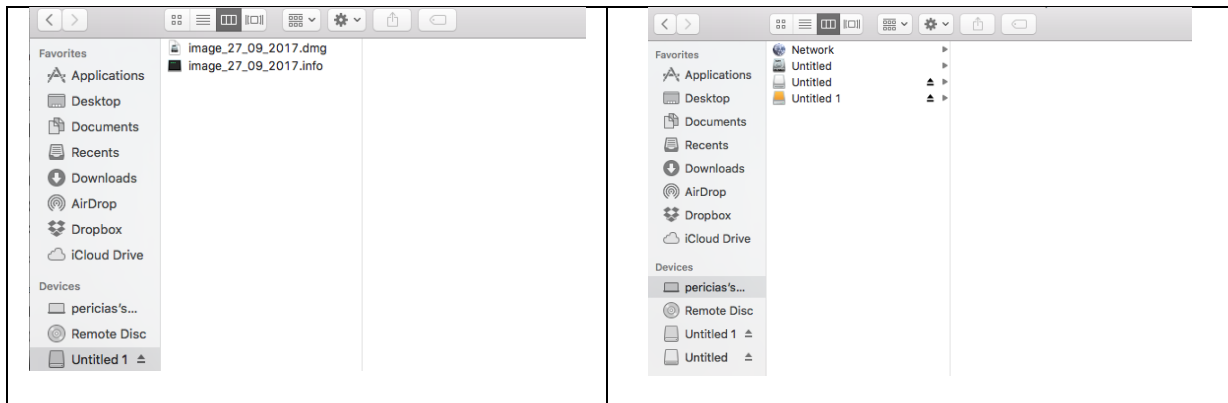 Favorites
Applications
Desktop
Documents
Recents
Downloads
AirDrop
Dropbox
iCloud Drive
Devices
pericias's...
Remote Disc
Untitled 1
image_27_09_2017.dmg
image_27_09_2017.info
Favorites
Applications
Desktop
Documents
Recents
Downloads
AirDrop
Dropbox
iCloud Drive
Devices
pericias's...
Remote Disc
Untitled 1
Untitled
Network
Untitled
Untitled
Untitled 1